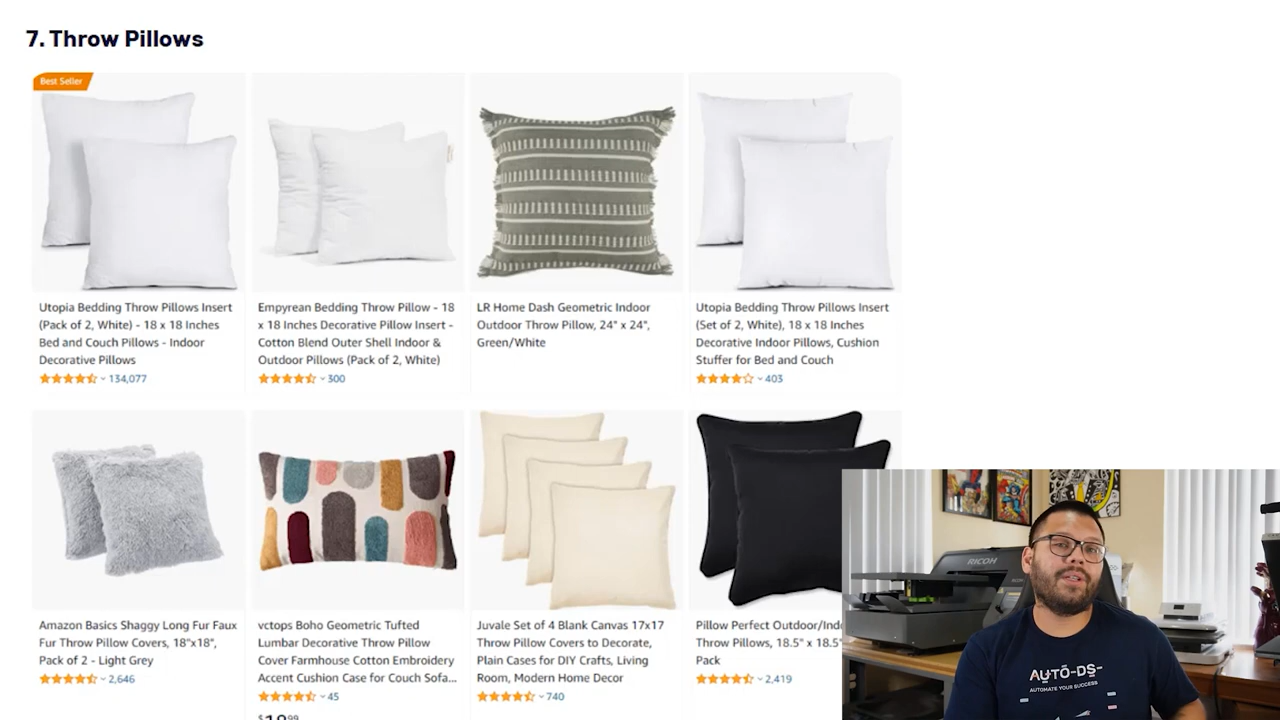 7. Throw Pillows
Best Seller
Utopia Bedding Throw Pillows Insert
(Pack of 2, White) - 18 x 18 Inches
Bed and Couch Pillows - Indoor
Decorative Pillows
134,077
Empyrean Bedding Throw Pillow - 18
x 18 Inches Decorative Pillow Insert -
Cotton Blend Outer Shell Indoor &
Outdoor Pillows (Pack of 2, White)
300
LR Home Dash Geometric Indoor
Outdoor Throw Pillow, 24" x 24",
Green/White
Utopia Bedding Throw Pillows Insert
(Set of 2, White), 18 x 18 Inches
Decorative Indoor Pillows, Cushion
Stuffer for Bed and Couch
403
Amazon Basics Shaggy Long Fur Faux
Fur Throw Pillow Covers, 18"x18",
Pack of 2 - Light Grey
2,646
vctops Boho Geometric Tufted
Lumbar Decorative Throw Pillow
Cover Farmhouse Cotton Embroidery
Accent Cushion Case for Couch Sofa...
45
Juvale Set of 4 Blank Canvas 17x17
Throw Pillow Covers to Decorate,
Plain Cases for DIY Crafts, Living
Room, Modern Home Decor
740
Pillow Perfect Outdoor/Ind
Throw Pillows, 18.5" x 18.5"
Pack
2,419
RICOH
AUTO-DS
AUTOMATE YOUR SUCCESS